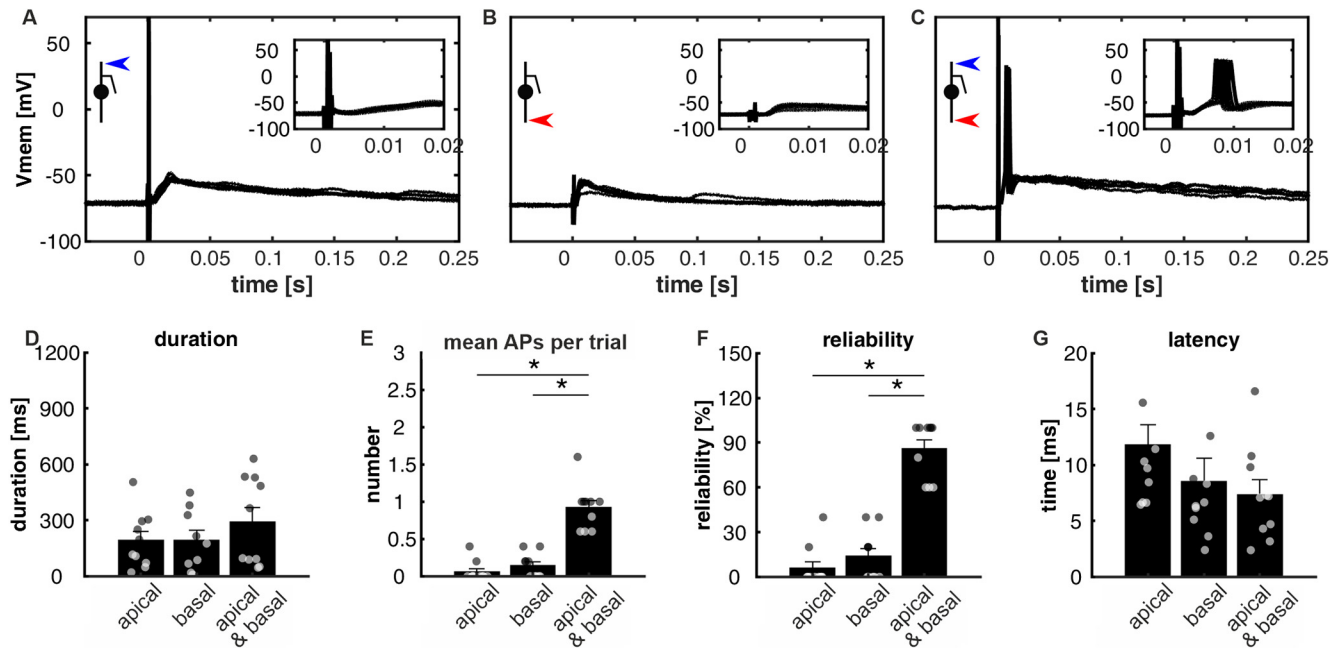 A
B
C
Vmem [mV]
50
0
-50
-100
50
0
-50
-100
0
0.01
0.02
0
0.05
0.1
0.15
0.2
0.25
time [s]
50
0
-50
-100
0
0.01
0.02
0
0.05
0.1
0.15
0.2
0.25
time [s]
50
0
-50
-100
0
0.01
0.02
0
0.05
0.1
0.15
0.2
0.25
time [s]
D
duration
duration [ms]
1200
900
600
300
0
apical
basal
apical
& basal
E
mean APs per trial
number
3
2.5
2
1.5
1
0.5
0
*
*
apical
basal
apical
& basal
F
reliability
reliability [%]
150
120
90
60
30
0
*
*
apical
basal
apical
& basal
G
latency
time [ms]
20
15
10
5
0
apical
basal
apical
& basal